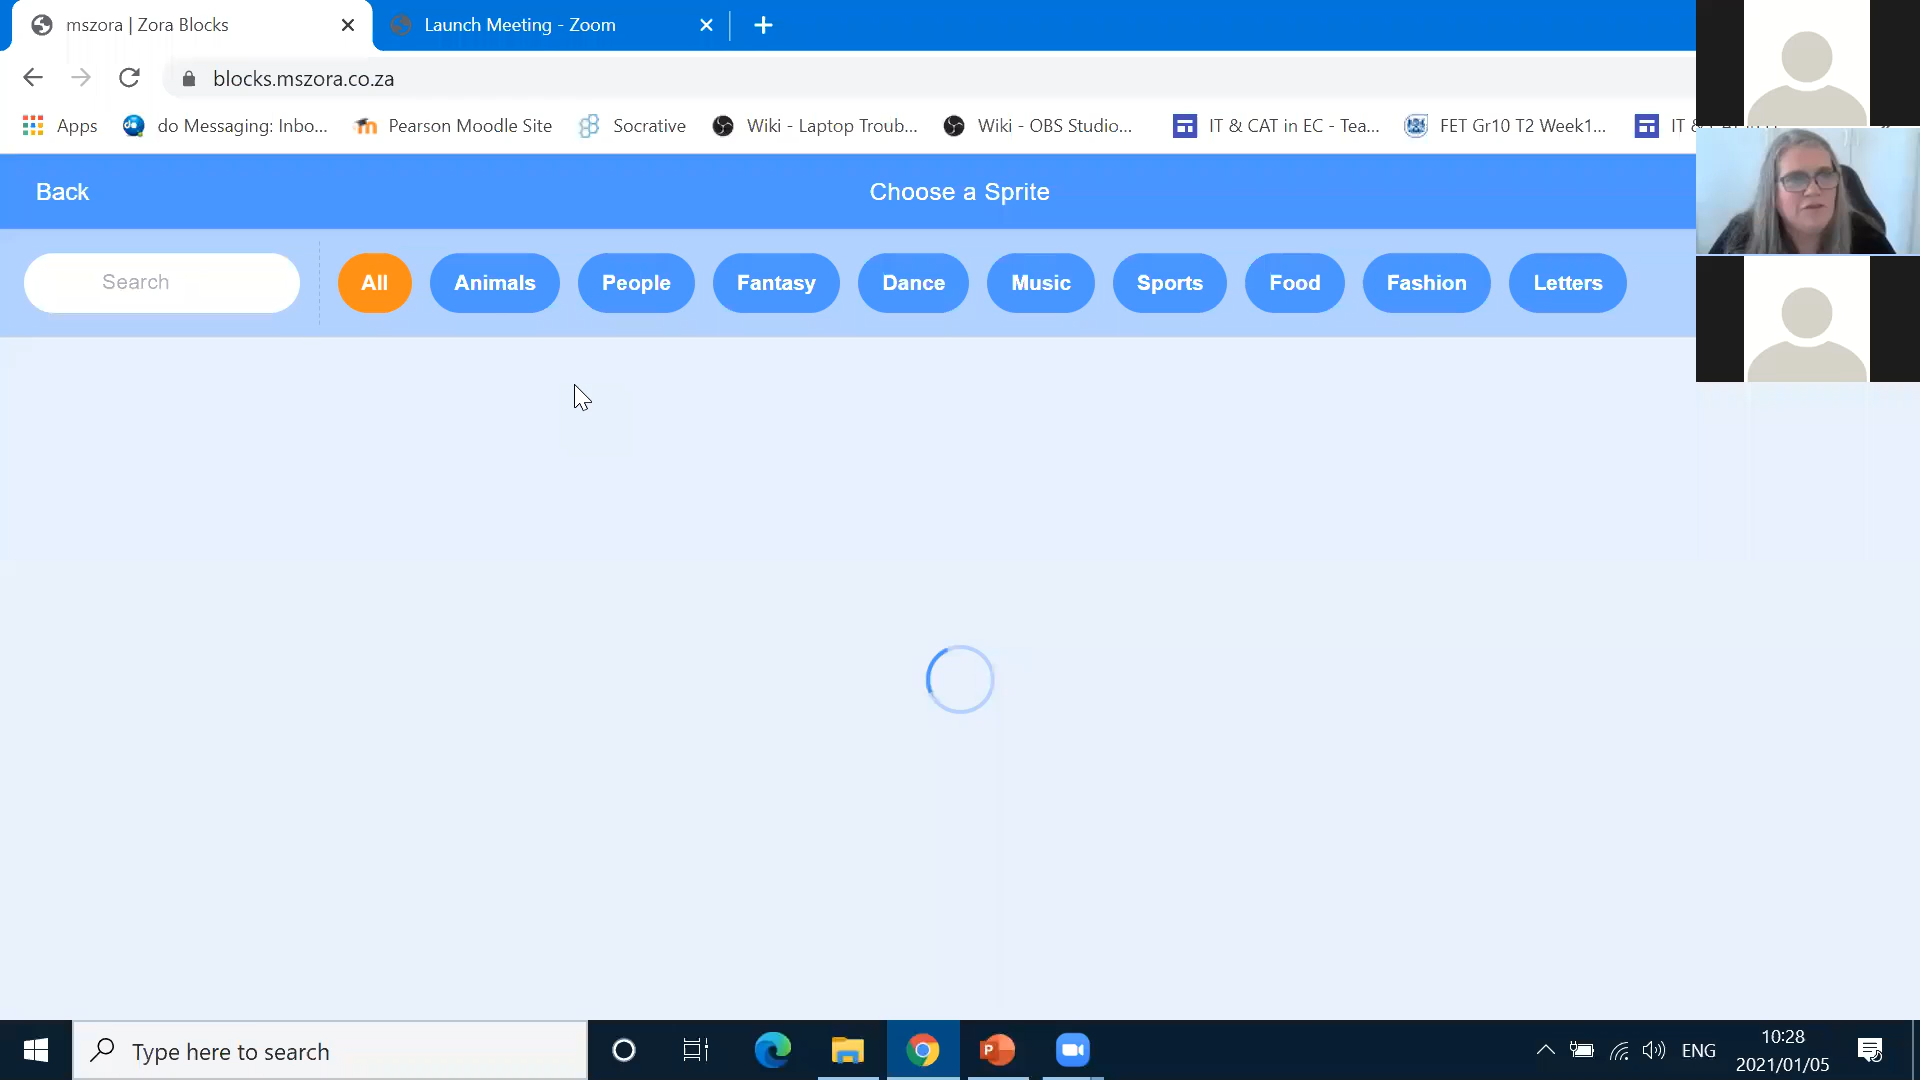 mszora | Zora Blocks
Launch Meeting - Zoom
blocks.mszora.co.za
Apps
do Messaging: Inbo...
Pearson Moodle Site
Socrative
Wiki - Laptop Troub...
Wiki - OBS Studio...
IT & CAT in EC - Tea...
FET Gr10 T2 Week1...
Back
Choose a Sprite
Search
All
Animals
People
Fantasy
Dance
Music
Sports
Food
Fashion
Letters
Type here to search
ENG
10:28
2021/01/05